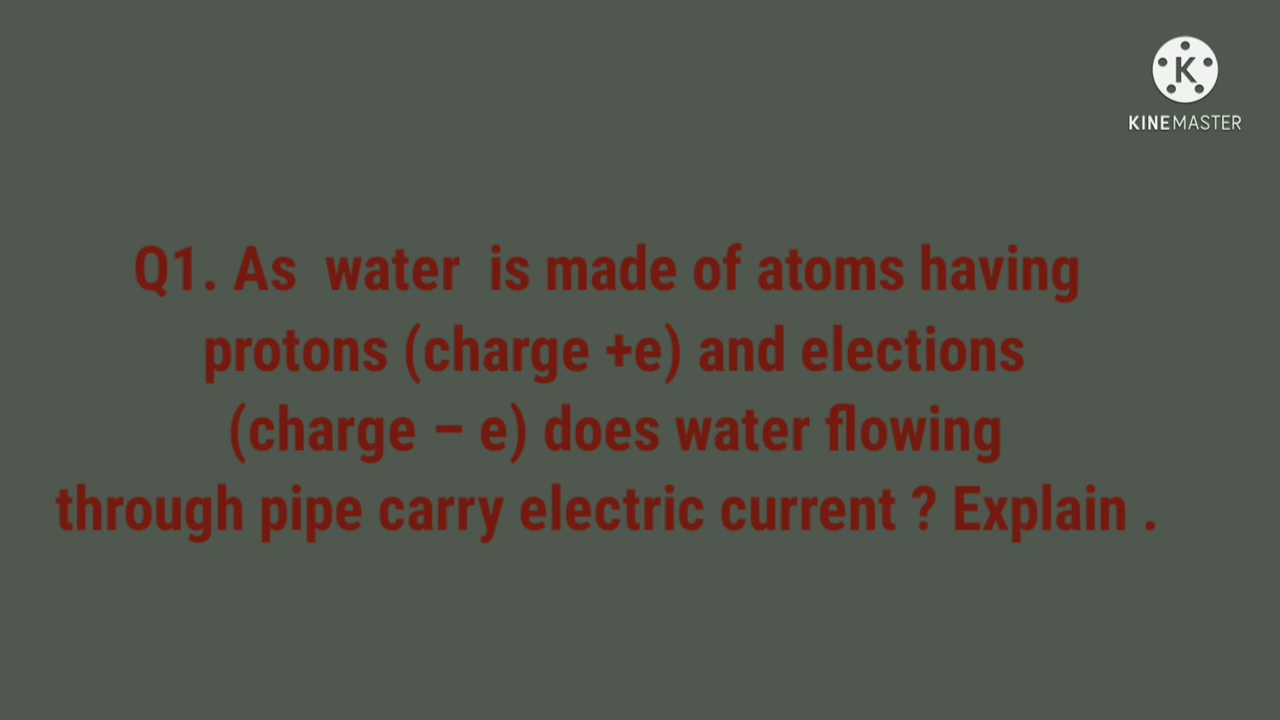 KINEMASTER
Q1. As water is made of atoms having
protons (charge +e) and elections
(charge – e) does water flowing
through pipe carry electric current ? Explain .